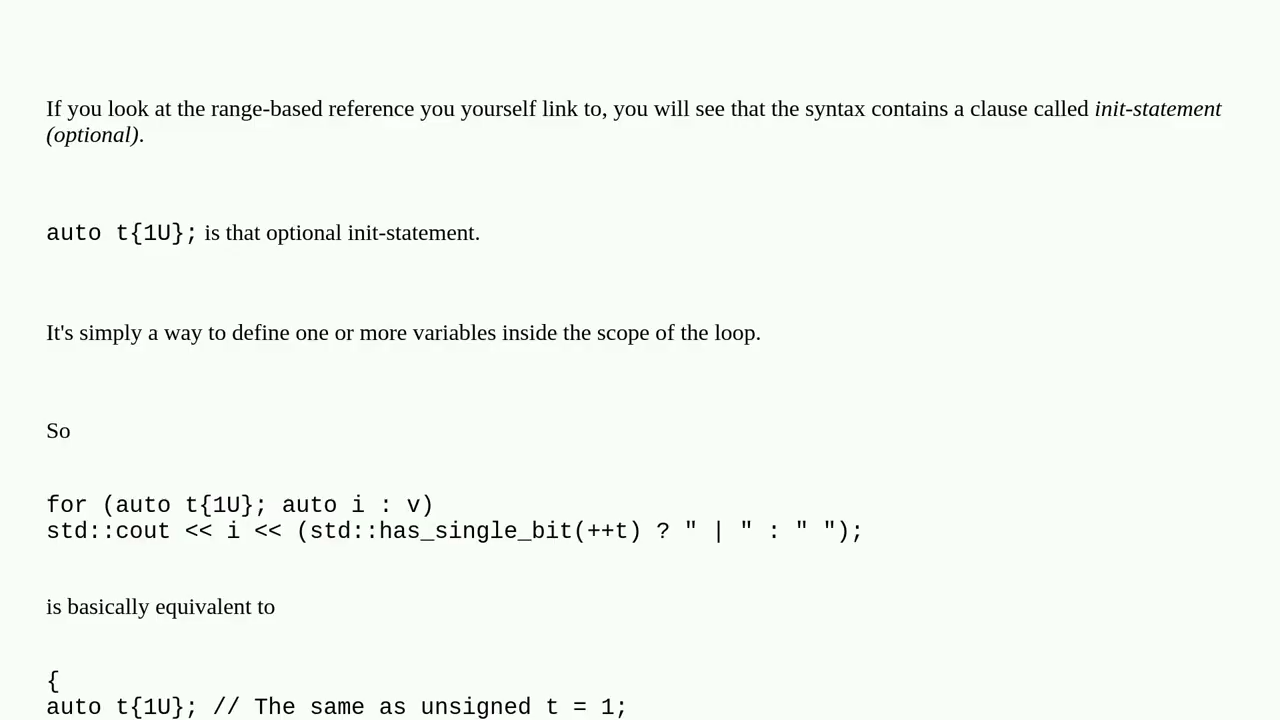 If you look at the range-based reference you yourself link to, you will see that the syntax contains a clause called init-statement
(optional).
auto t{1U}; is that optional init-statement.
It's simply a way to define one or more variables inside the scope of the loop.
So
for (auto t{1U}; auto i : v)
std::cout << i << (std::has_single_bit(++t) ? " | " : " ");
is basically equivalent to
{
auto t{1U}; // The same as unsigned t = 1;